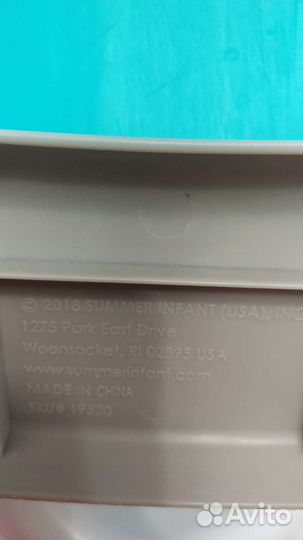 © 2018 SUMMER INFANT (USA), INC
1275 Park East Drive
Woonsocket, RI 02895 USA
www.summerinfant.com
MADE IN CHINA
SKU# 19520
Avito